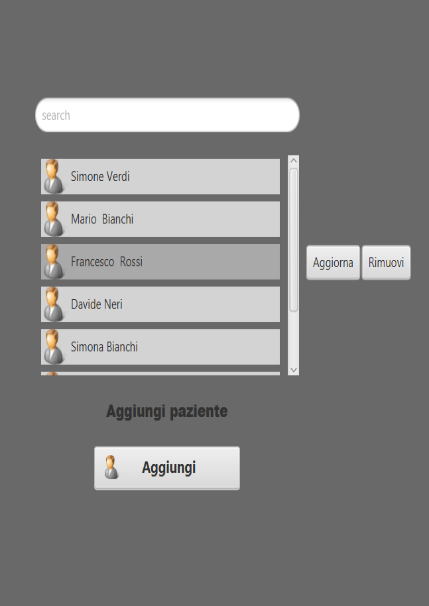 search
Simone Verdi
Mario Bianchi
Francesco Rossi
Aggiorna Rimuovi
Davide Neri
Simona Bianchi
Aggiungi paziente
Aggiungi